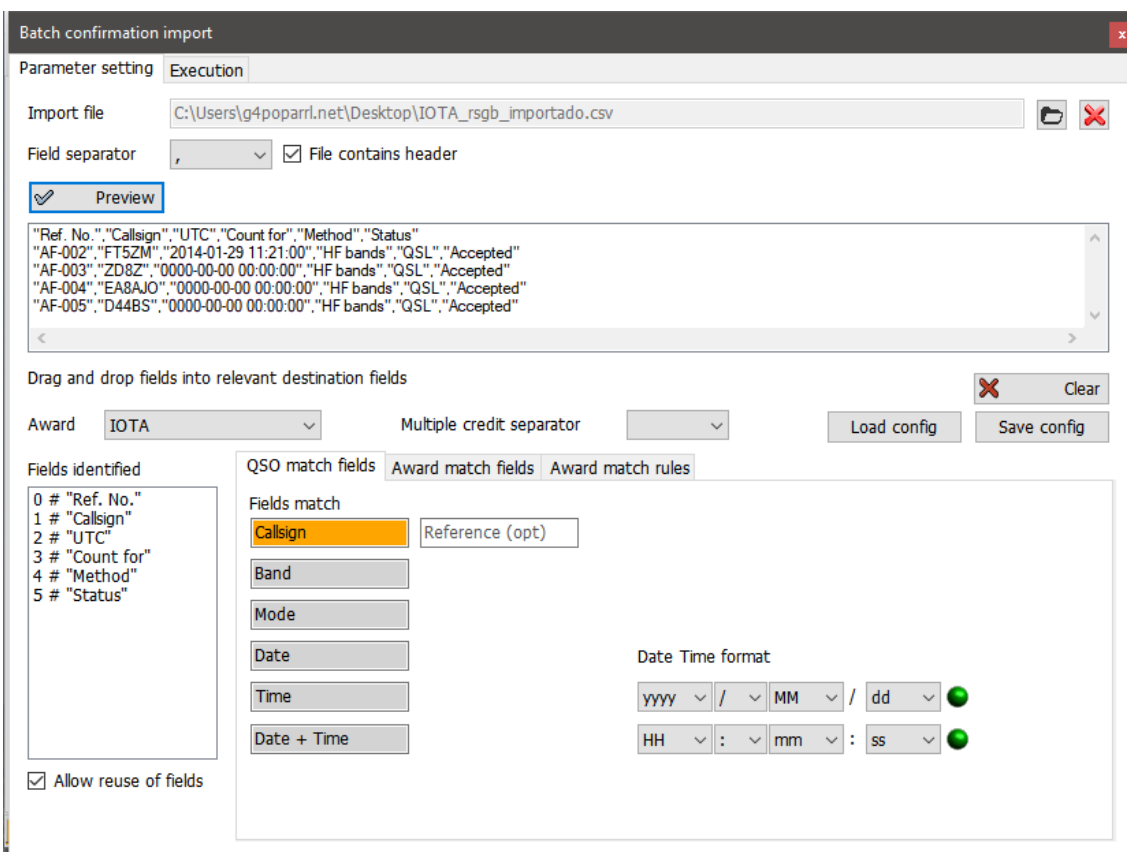 Batch confirmation import
x
Parameter setting Execution
Import file C:\Users\g4poparrl.net\Desktop\IOTA_rsgb_importado.csv
Field separator , File contains header
Preview
"Ref. No.","Callsign","UTC","Count for","Method","Status"
"AF-002","FT5ZM","2014-01-29 11:21:00","HF bands","QSL","Accepted"
"AF-003","ZD8Z","0000-00-00 00:00:00","HF bands","QSL","Accepted"
"AF-004","EA8AJO","0000-00-00 00:00:00","HF bands","QSL","Accepted"
"AF-005","D44BS","0000-00-00 00:00:00","HF bands","QSL","Accepted"
Drag and drop fields into relevant destination fields
Clear
Award IOTA Multiple credit separator Load config Save config
Fields identified
0 # "Ref. No."
1 # "Callsign"
2 # "UTC"
3 # "Count for"
4 # "Method"
5 # "Status"
Allow reuse of fields
QSO match fields Award match fields Award match rules
Fields match
Callsign Reference (opt)
Band
Mode
Date
Time
Date + Time
Date Time format
yyyy / MM / dd
HH : mm : ss